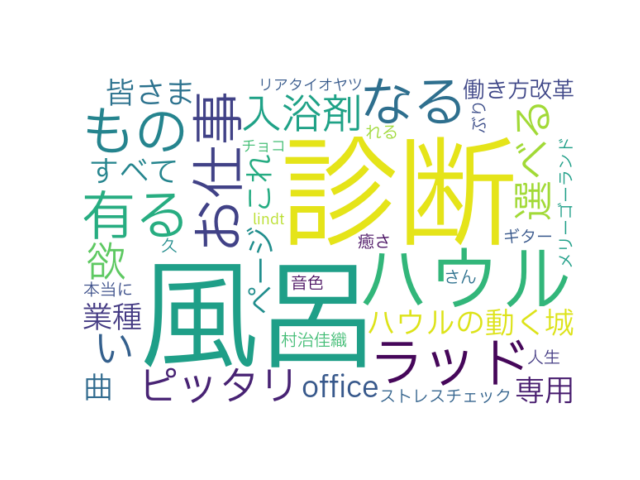 皆さま
リアタイオヤツ
働き方改革
なる
入浴剤
お仕事
もの
ぷり
れる
チョコ
選べる
診断
すべて
これ
メリーゴーランド
有る
lindt
ページ
久
癒さ
ギター
欲
風呂
ハウル
音色
さん
本当に
業種
ハウルの動く城
村治佳織
い
ラッド
人生
曲
ピッタリ
office
ストレスチェック
専用